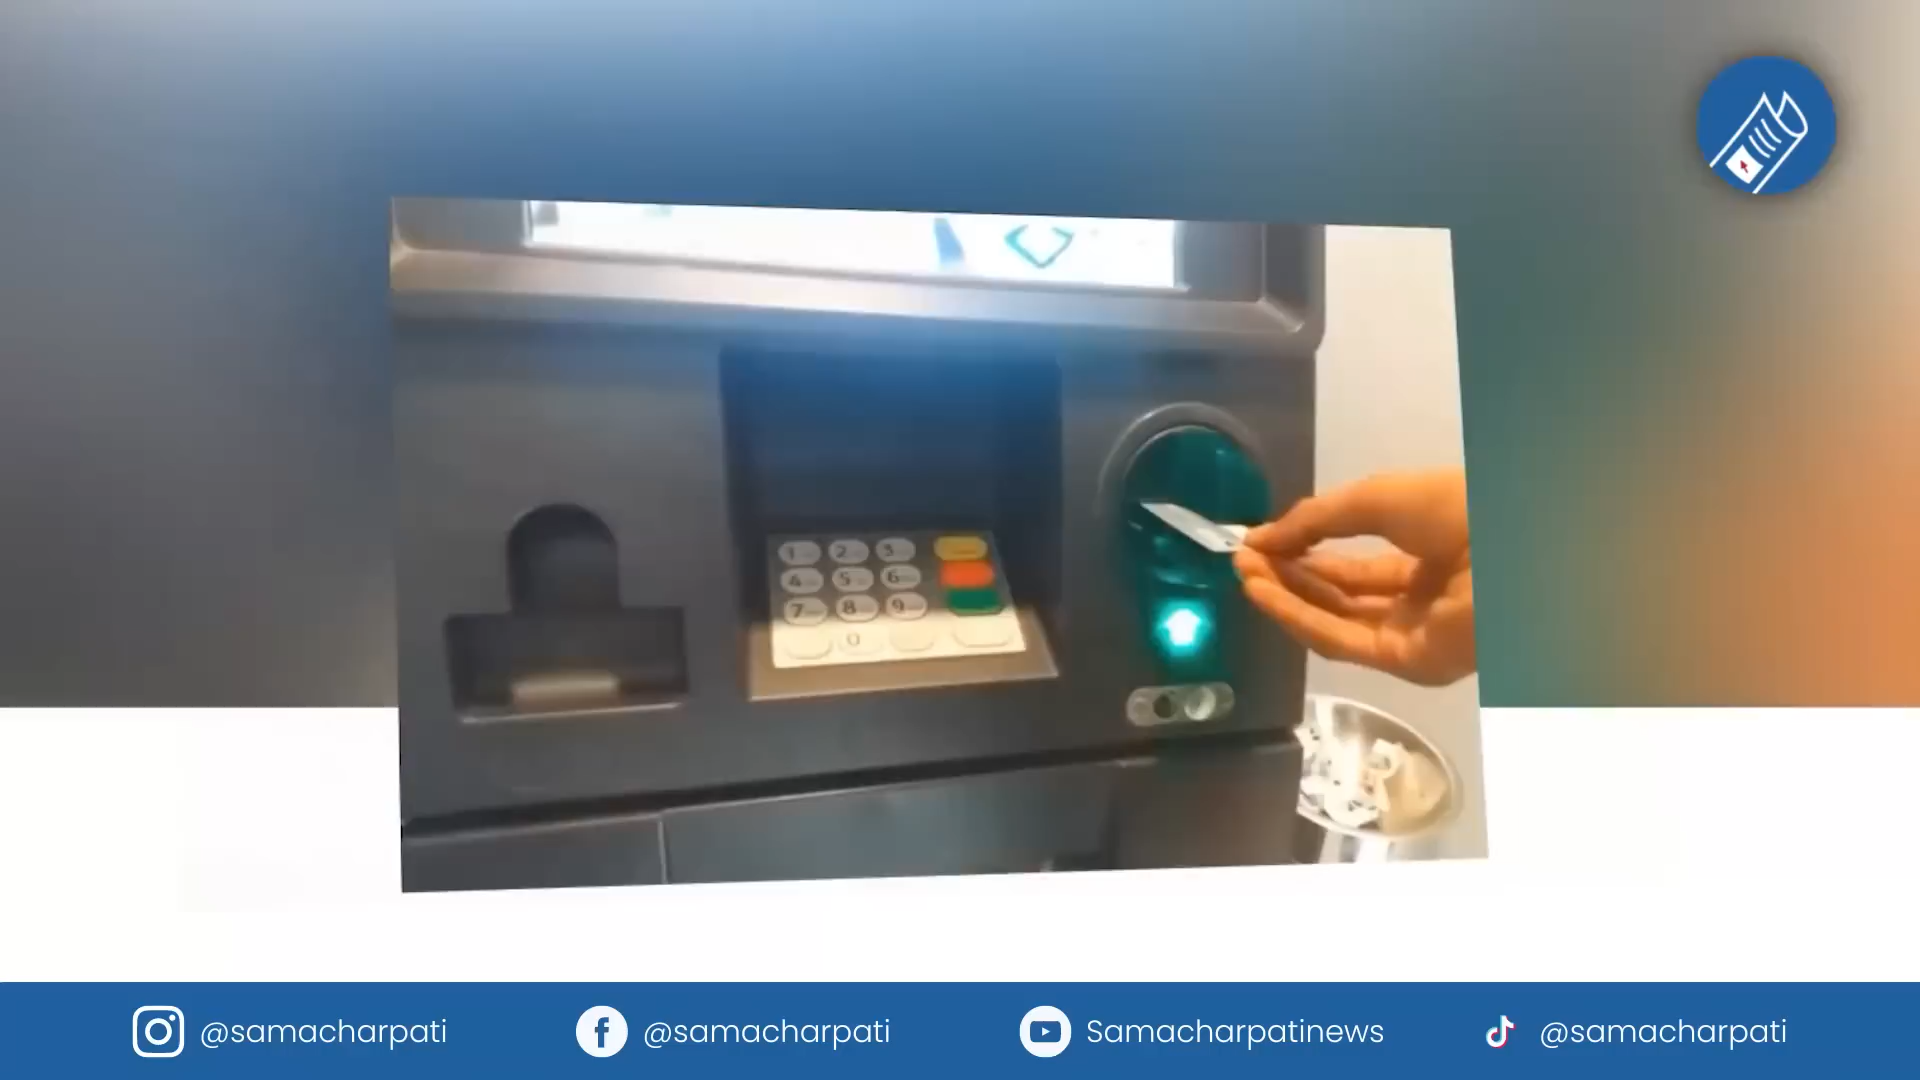 1 2 3
4 5 6
7 8 9
0
@samacharpati
@samacharpati
Samacharpatinews
@samacharpati